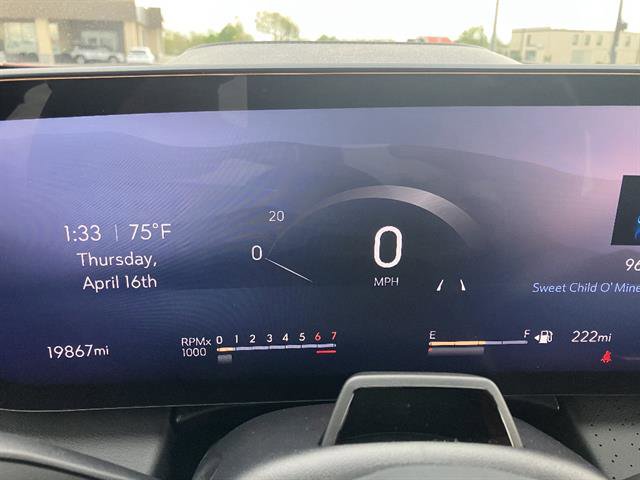 1:33 | 75°F
Thursday,
April 16th
20
0
0
MPH
96
Sweet Child O' Mine
19867mi
RPMx
1000
0 1 2 3 4 5 6 7
E F
222mi